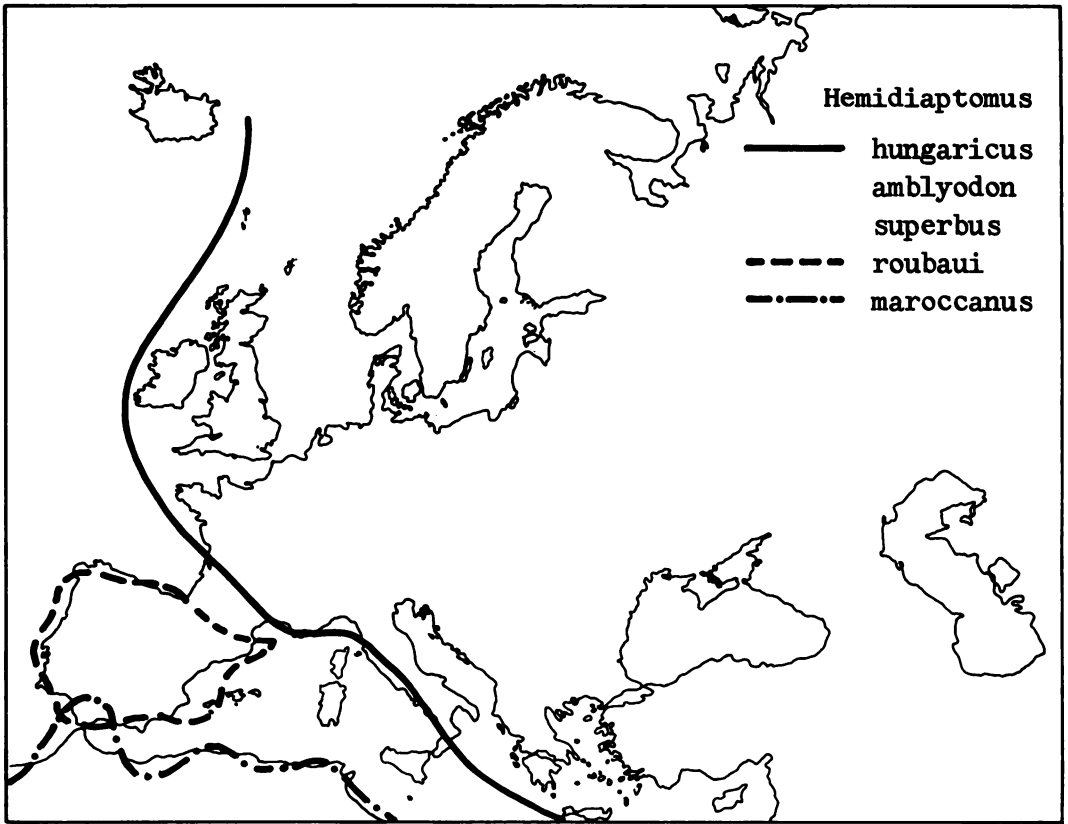 Hemidiaptomus
hungaricus
amblyodon
superbus
roubaui
maroccanus